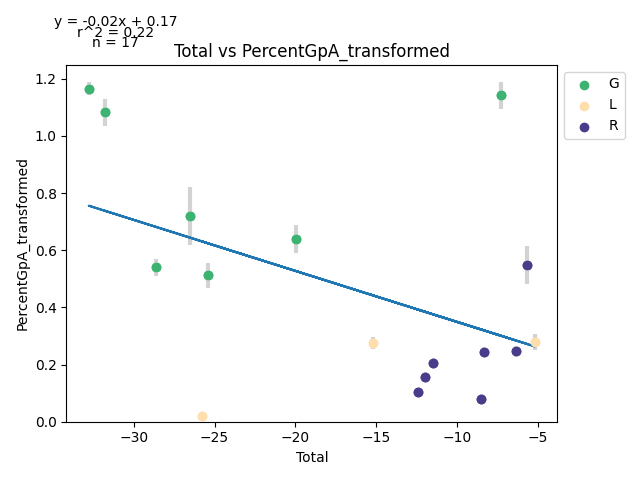 y = -0.02x + 0.17
r^2 = 0.22
n = 17
Total vs PercentGpA_transformed
G
L
R
PercentGpA_transformed
1.2
1.0
0.8
0.6
0.4
0.2
0.0
−30
−25
−20
−15
−10
−5
Total